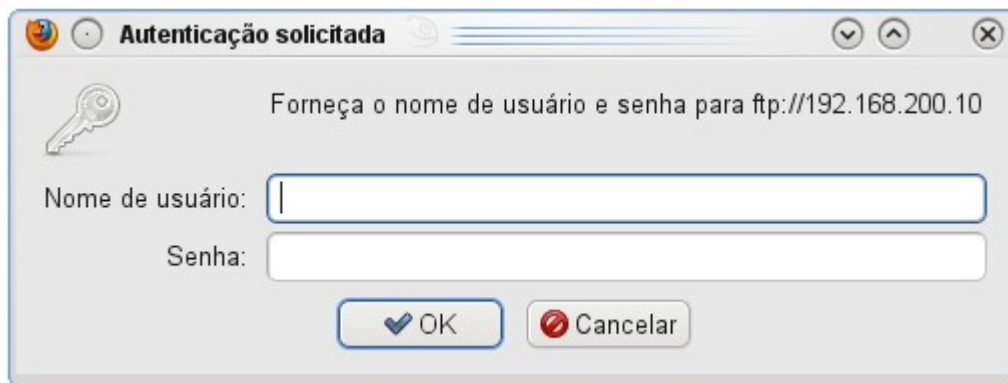 Autenticação solicitada
Forneça o nome de usuário e senha para ftp://192.168.200.10
Nome de usuário:
Senha:
OK
Cancelar